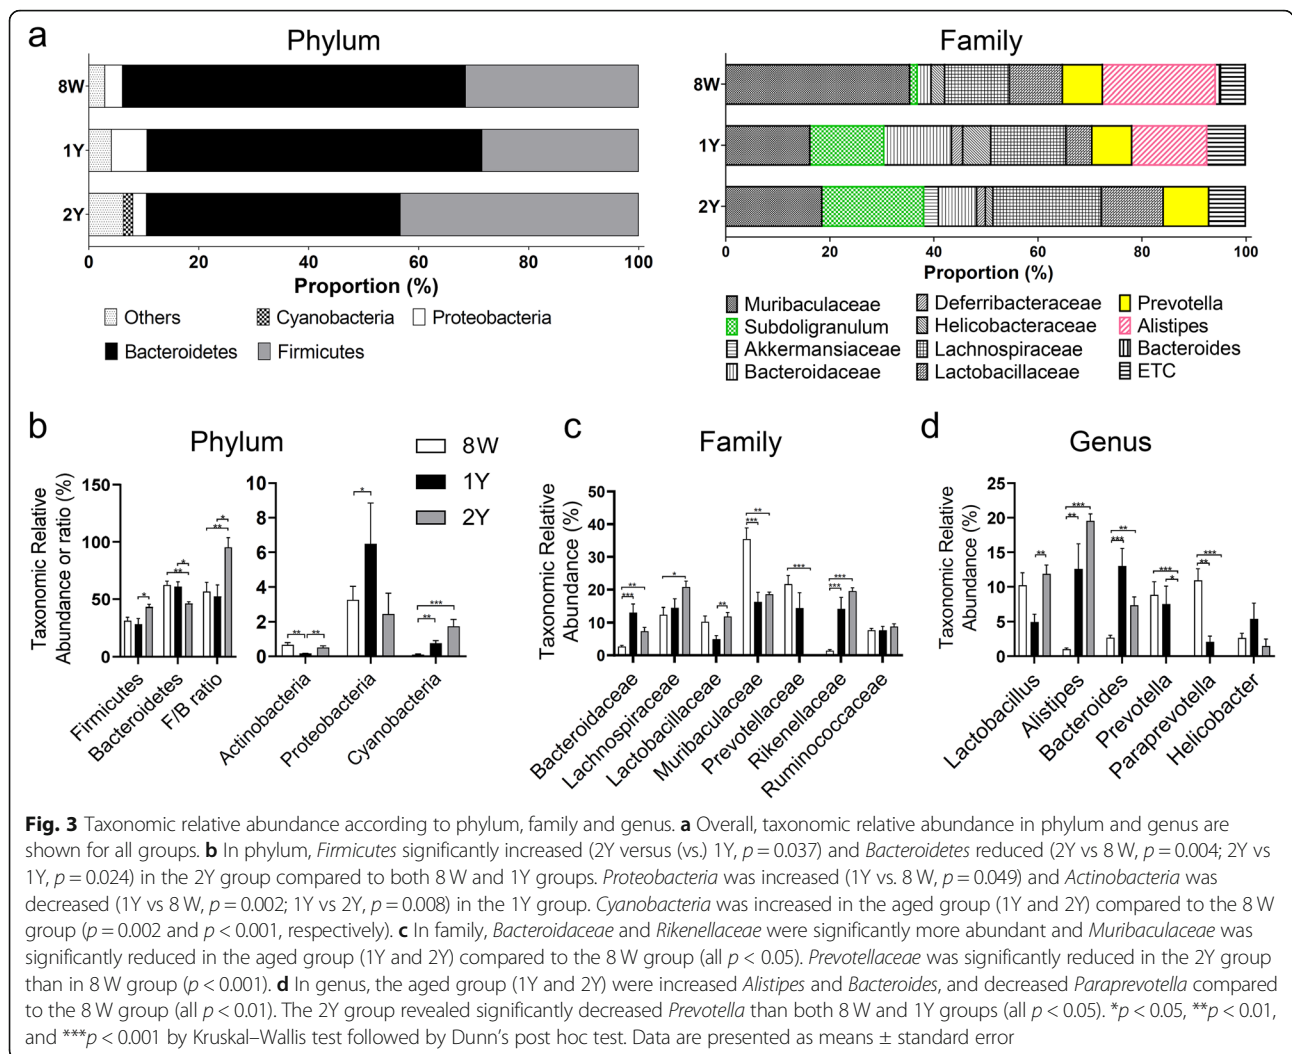 a
Phylum
8W
1Y
2Y
0 20 40 60 80 100
Proportion (%)
Others Cyanobacteria Proteobacteria
Bacteroidetes Firmicutes
Family
8W
1Y
2Y
0 20 40 60 80 100
Proportion (%)
Muribaculaceae Deferribacteraceae Prevotella
Subdoligranulum Helicobacteraceae Alistipes
Akkermansiaceae Lachnospiraceae Bacteroides
Bacteroidaceae Lactobacillaceae ETC
b
Phylum
8W
1Y
2Y
Taxonomic Relative
Abundance or ratio (%)
150
100
50
0
* ** * ** *
Firmicutes
Bacteroidetes
F/B ratio
10
8
6
4
2
0
** ** * ** ***
Actinobacteria
Proteobacteria
Cyanobacteria
c
Family
Taxonomic Relative
Abundance (%)
50
40
30
20
10
0
*** ** * ** *** ** *** *** ***
Bacteroidaceae
Lachnospiraceae
Lactobacillaceae
Muribaculaceae
Prevotellaceae
Rikenellaceae
Ruminococcaceae
d
Genus
Taxonomic Relative
Abundance (%)
25
20
15
10
5
0
** ** *** *** ** *** * ** ***
Lactobacillus
Alistipes
Bacteroides
Prevotella
Paraprevotella
Helicobacter
Fig. 3 Taxonomic relative abundance according to phylum, family and genus. a Overall, taxonomic relative abundance in phylum and genus are
shown for all groups. b In phylum, Firmicutes significantly increased (2Y versus (vs.) 1Y, p = 0.037) and Bacteroidetes reduced (2Y vs 8 W, p = 0.004; 2Y vs
1Y, p = 0.024) in the 2Y group compared to both 8 W and 1Y groups. Proteobacteria was increased (1Y vs. 8 W, p = 0.049) and Actinobacteria was
decreased (1Y vs 8 W, p = 0.002; 1Y vs 2Y, p = 0.008) in the 1Y group. Cyanobacteria was increased in the aged group (1Y and 2Y) compared to the 8 W
group (p = 0.002 and p < 0.001, respectively). c In family, Bacteroidaceae and Rikenellaceae were significantly more abundant and Muribaculaceae was
significantly reduced in the aged group (1Y and 2Y) compared to the 8 W group (all p < 0.05). Prevotellaceae was significantly reduced in the 2Y group
than in 8 W group (p < 0.001). d In genus, the aged group (1Y and 2Y) were increased Alistipes and Bacteroides, and decreased Paraprevotella compared
to the 8 W group (all p < 0.01). The 2Y group revealed significantly decreased Prevotella than both 8 W and 1Y groups (all p < 0.05). *p < 0.05, **p < 0.01,
and ***p < 0.001 by Kruskal–Wallis test followed by Dunn's post hoc test. Data are presented as means ± standard error